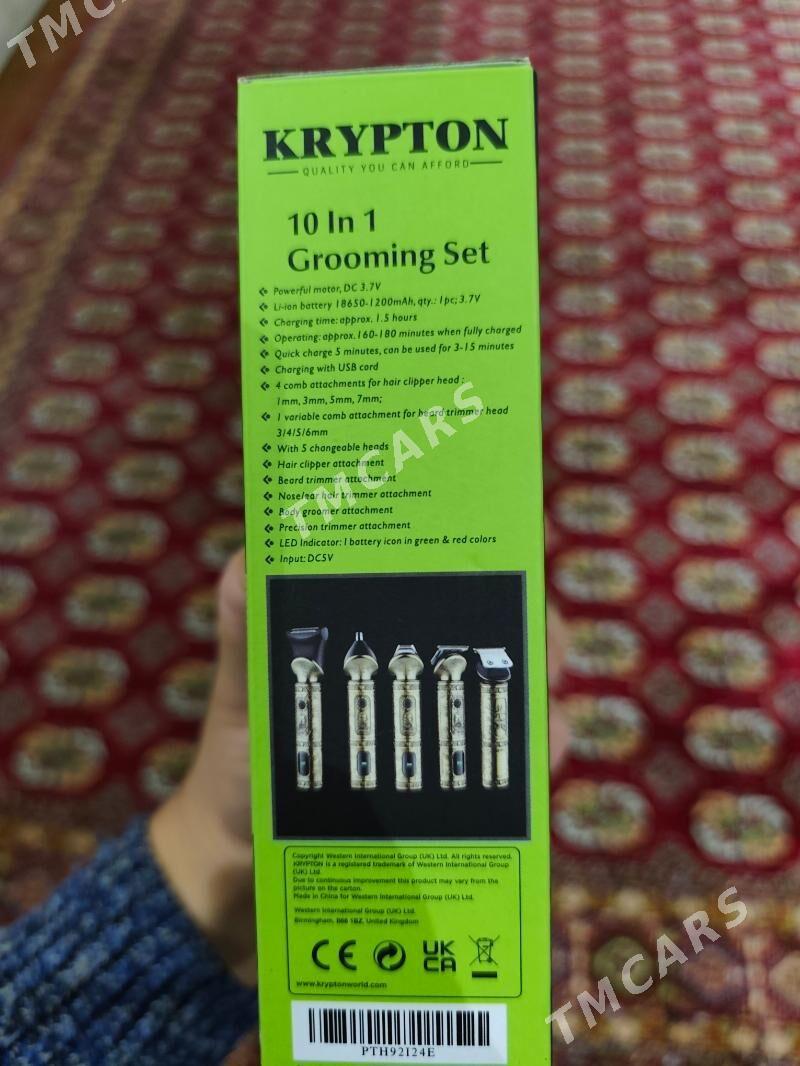 TMCARS
KRYPTON
QUALITY YOU CAN AFFORD
10 In 1
Grooming Set
Powerful motor, DC 3.7V
Li-ion battery 18650-1200mAh, qty.: 1pc; 3.7V
Charging time: approx. 1.5 hours
Operating: approx. 160-180 minutes when fully charged
Quick charge 5 minutes, can be used for 3-15 minutes
Charging with USB cord
4 comb attachments for hair clipper head :
1mm, 3mm, 5mm, 7mm;
1 variable comb attachment for beard trimmer head
3/4/5/6mm
With 5 changeable heads
Hair clipper attachment
Beard trimmer attachment
Nose/ear hair trimmer attachment
Body groomer attachment
Precision trimmer attachment
LED Indicator: 1 battery icon in green & red colors
Input: DC5V
TMCARS
Copyright Western International Group (UK) Ltd. All rights reserved.
KRYPTON is a registered trademark of Western International Group
(UK) Ltd.
Due to continuous improvement this product may vary from the
picture on the carton.
Made in China for Western International Group (UK) Ltd.
Western International Group (UK) Ltd.
Birmingham, B66 1BZ, United Kingdom
CE UK
CA
www.kryptonworld.com
PTH92124E
TMCARS